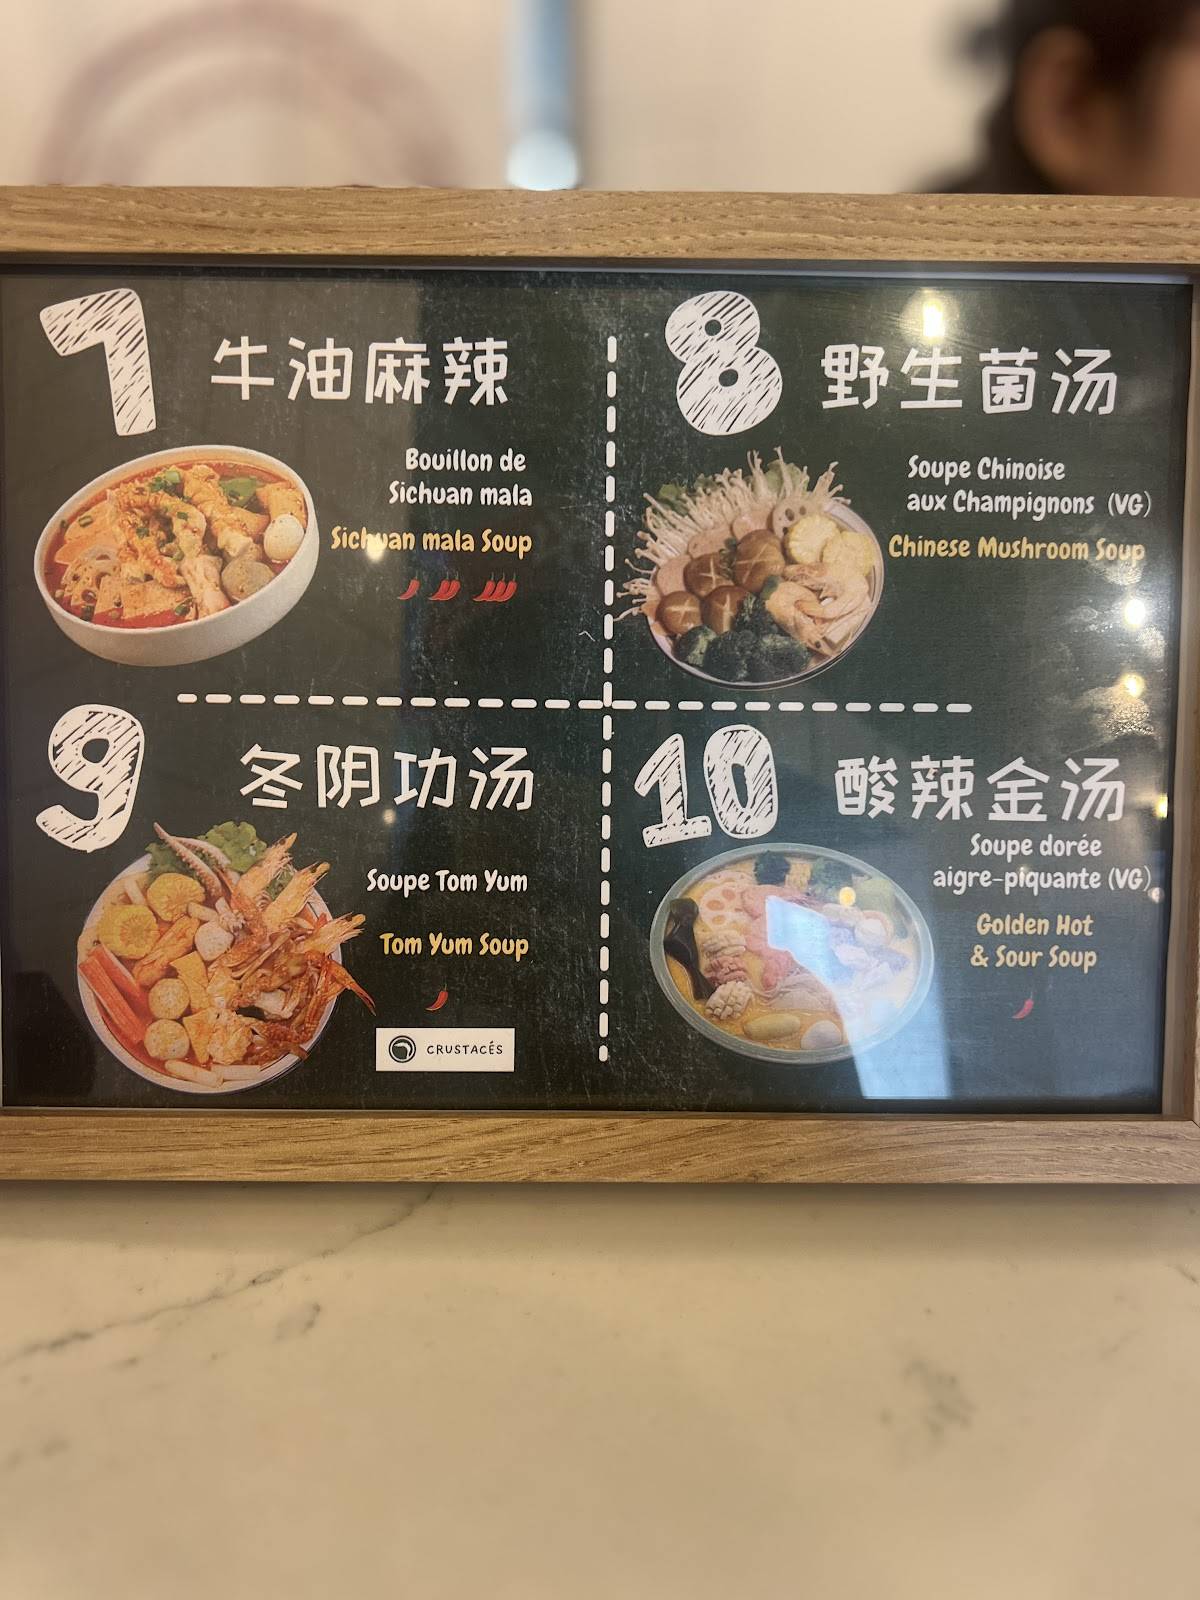 7
牛油麻辣
Bouillon de
Sichuan mala
Sichuan mala Soup
8
野生菌汤
Soupe Chinoise
aux Champignons (VG)
Chinese Mushroom Soup
9
冬阴功汤
Soupe Tom Yum
Tom Yum Soup
CRUSTACÉS
10
酸辣金汤
Soupe dorée
aigre-piquante (VG)
Golden Hot
& Sour Soup